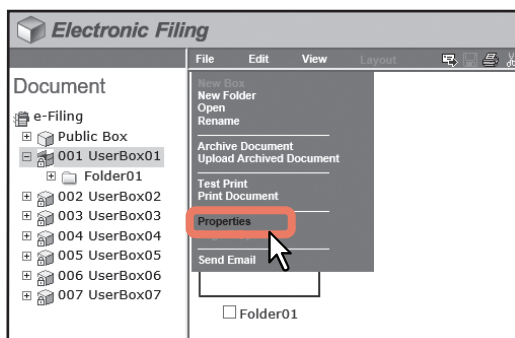 Electronic Filing
File Edit View Layout
Document
e-Filing
Public Box
001 UserBox01
Folder01
002 UserBox02
003 UserBox03
004 UserBox04
005 UserBox05
006 UserBox06
007 UserBox07
New Box
New Folder
Open
Rename
Archive Document
Upload Archived Document
Test Print
Print Document
Properties
Send Email
Folder01